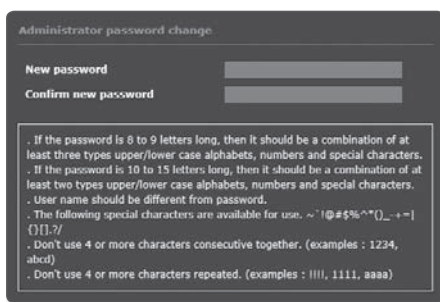 Administrator password change
New password
Confirm new password
. If the password is 8 to 9 letters long, then it should be a combination of at
least three types upper/lower case alphabets, numbers and special characters.
. If the password is 10 to 15 letters long, then it should be a combination of at
least two types upper/lower case alphabets, numbers and special characters.
. User name should be different from password.
. The following special characters are available for use. ~`!@#$%^*()_-+=|
{}[].?/
. Don't use 4 or more characters consecutive together. (examples : 1234,
abcd)
. Don't use 4 or more characters repeated. (examples : !!!!, 1111, aaaa)